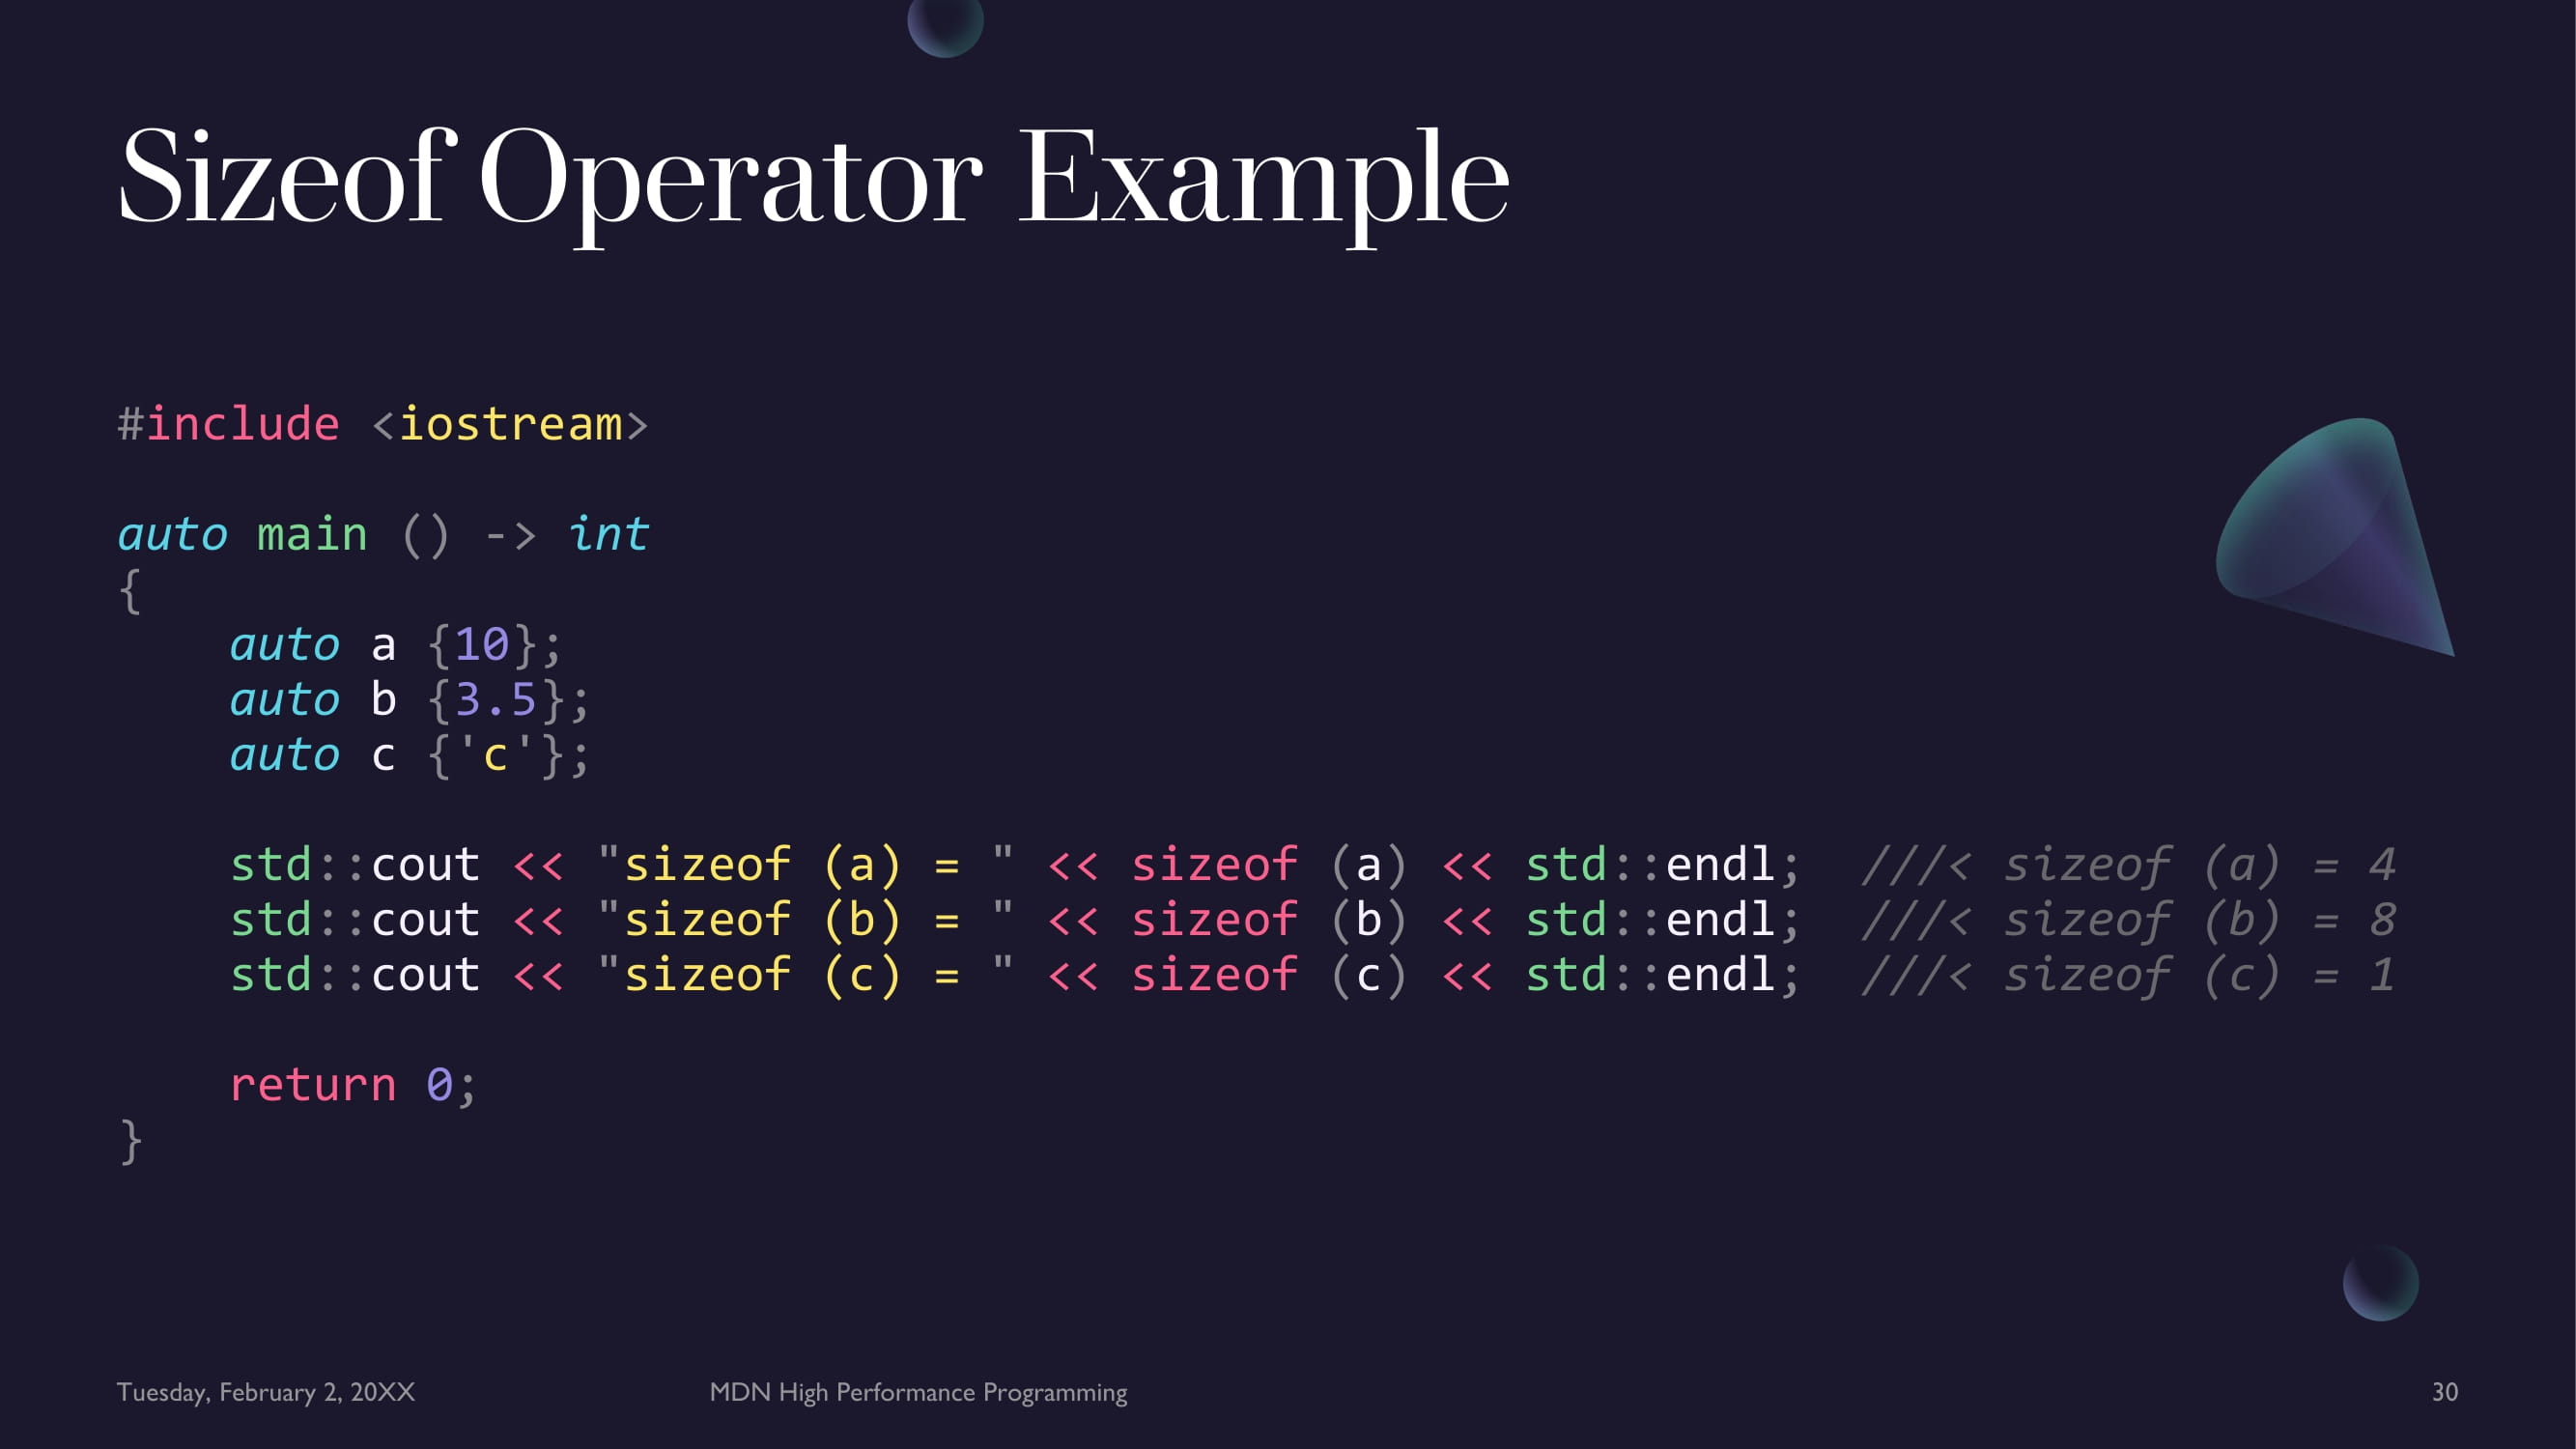 Sizeof Operator Example
#include <iostream>
auto main () -> int
{
    auto a {10};
    auto b {3.5};
    auto c {'c'};
    std::cout << "sizeof (a) = " << sizeof (a) << std::endl;  ///< sizeof (a) = 4
    std::cout << "sizeof (b) = " << sizeof (b) << std::endl;  ///< sizeof (b) = 8
    std::cout << "sizeof (c) = " << sizeof (c) << std::endl;  ///< sizeof (c) = 1
    return 0;
}
Tuesday, February 2, 20XX
MDN High Performance Programming
30